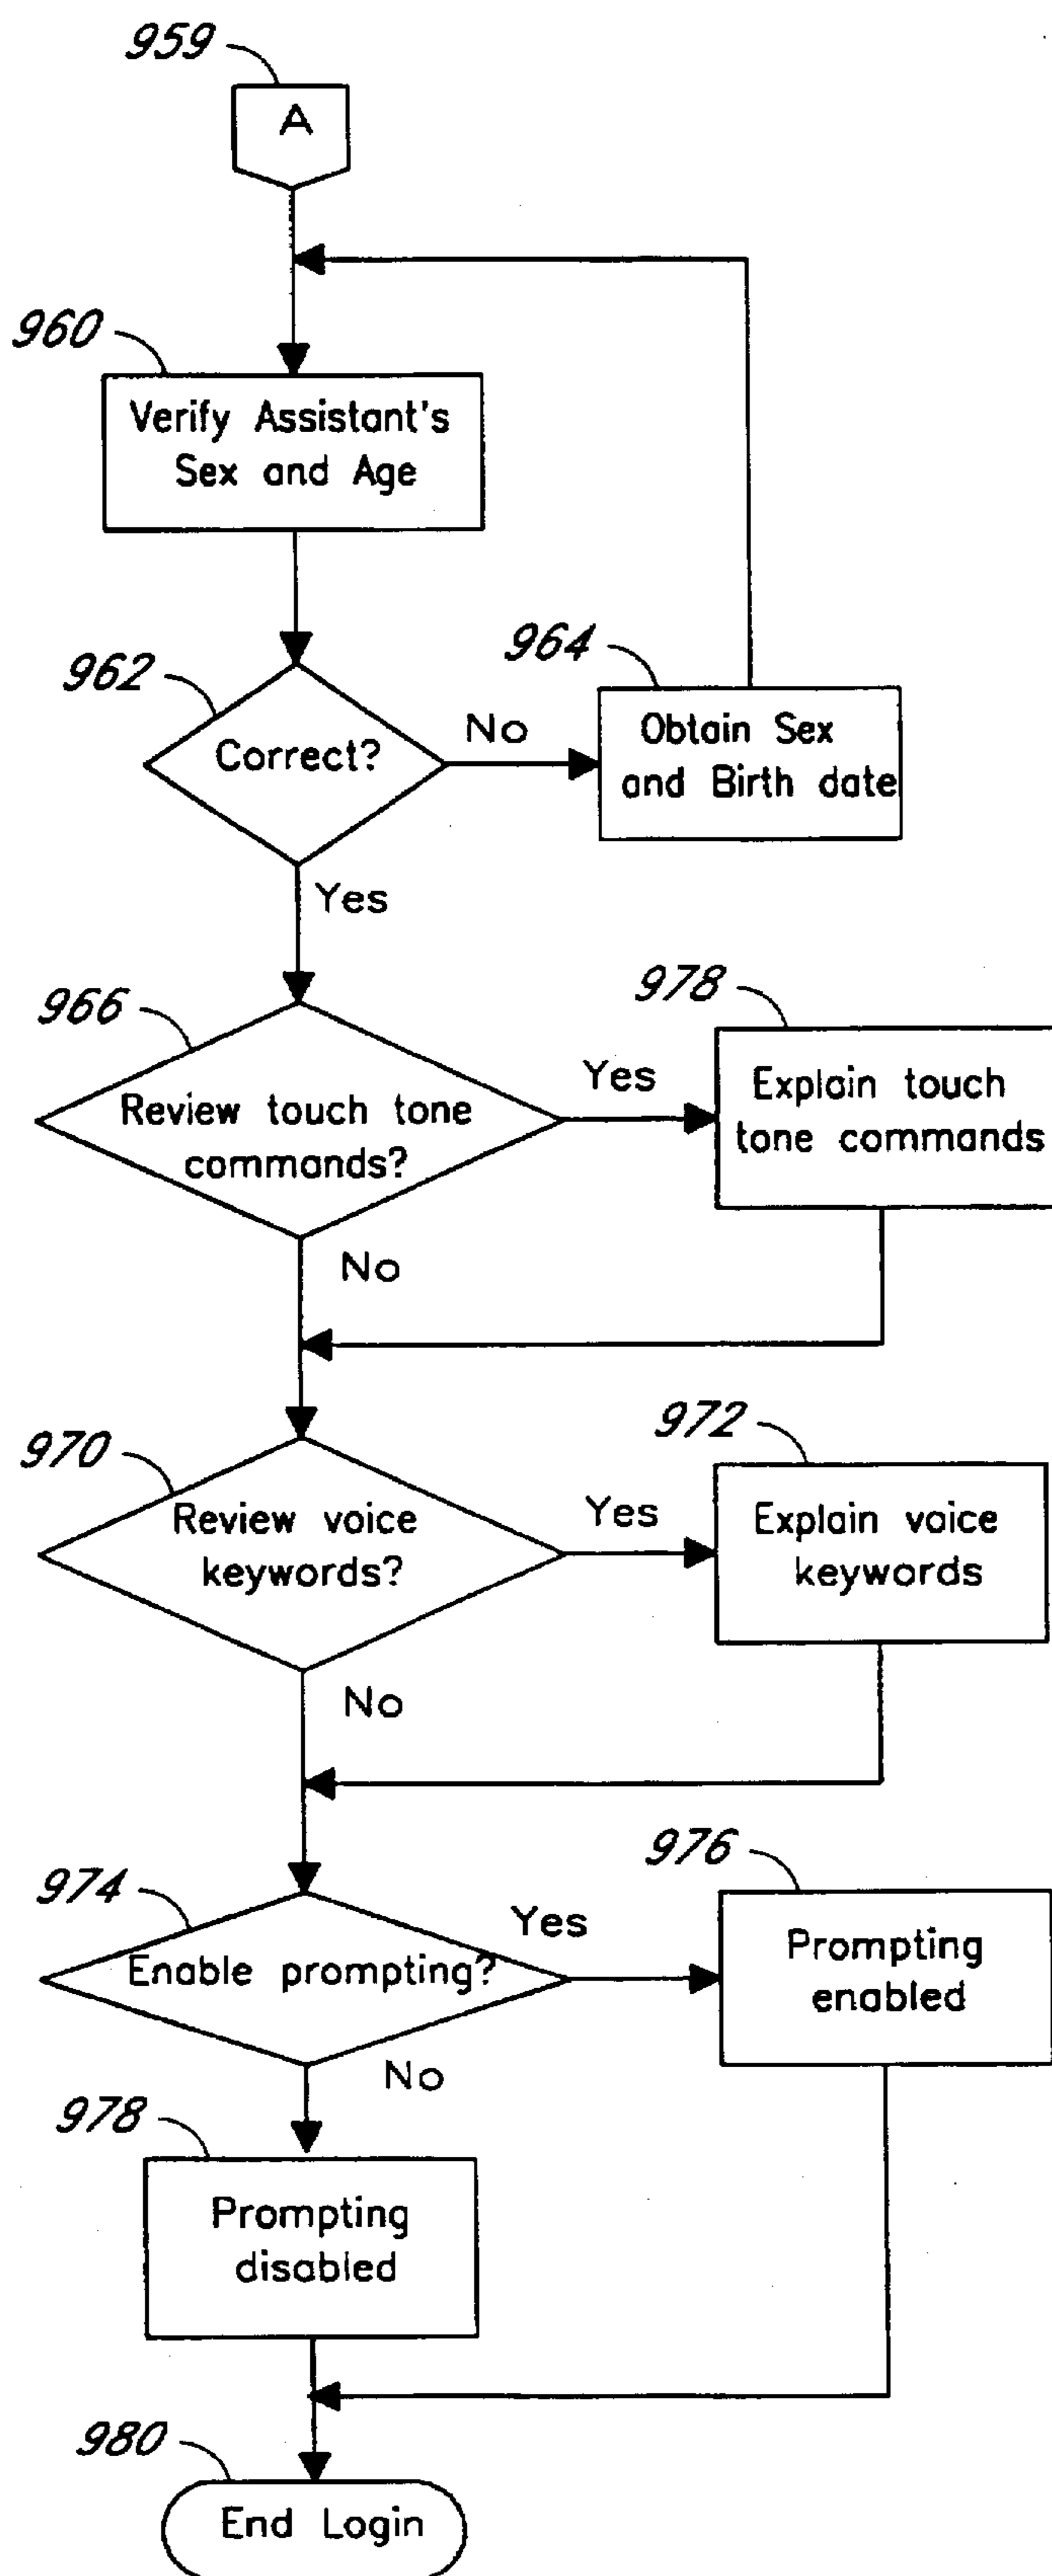 959
A
960
Verify Assistant's
Sex and Age
962
Correct?
No
964
Obtain Sex
and Birth date
Yes
966
Review touch tone
commands?
Yes
978
Explain touch
tone commands
No
970
Review voice
keywords?
Yes
972
Explain voice
keywords
No
974
Enable prompting?
Yes
976
Prompting
enabled
No
978
Prompting
disabled
980
End Login